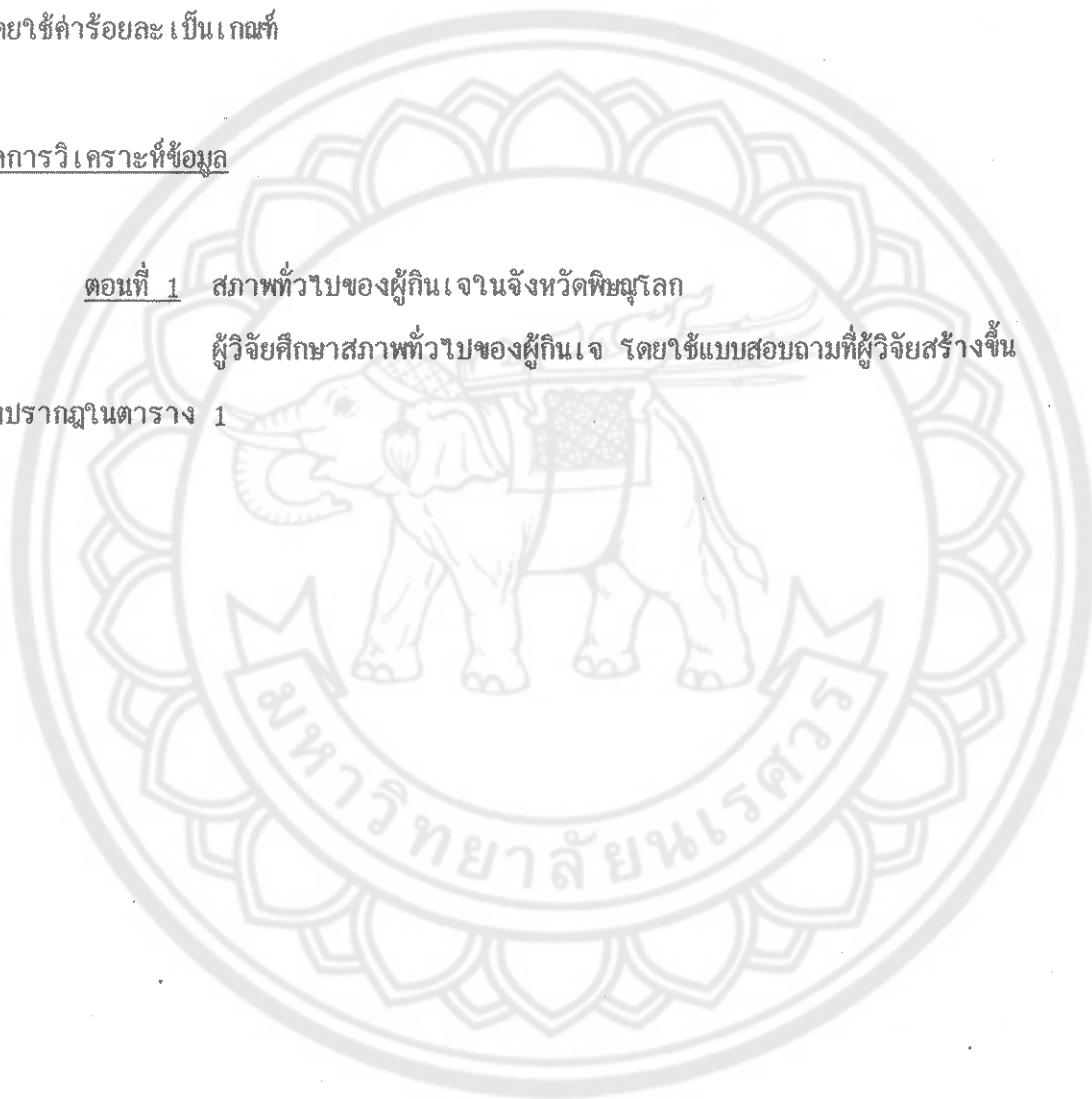 ดยใช้ค่าร้อยละเป็นเกณฑ์
การวิเคราะห์ข้อมูล
ตอนที่ 1 สภาพทั่วไปของผู้กินเจในจังหวัดพิษณุโลก
ผู้วิจัยศึกษาสภาพทั่วไปของผู้กินเจ โดยใช้แบบสอบถามที่ผู้วิจัยสร้างขึ้น
ปรากฏในตาราง 1
มหาวิทยาลัยนเรศวร